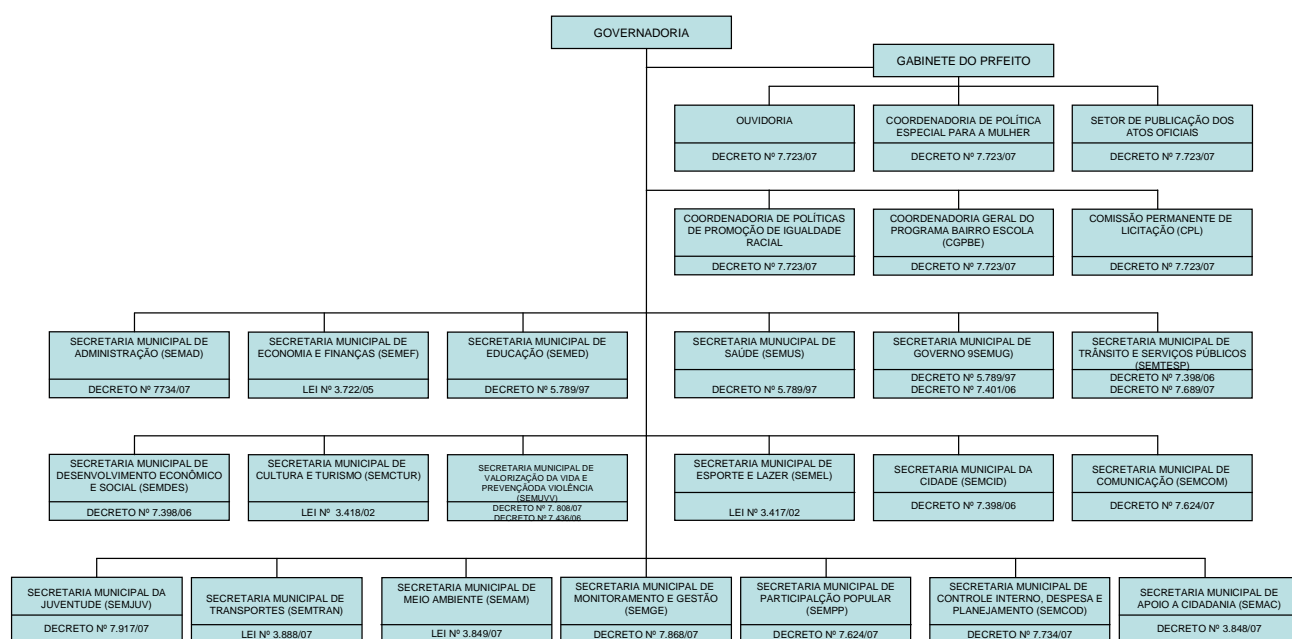 GOVERNADORIA
GABINETE DO PRFEITO
OUVIDORIA
DECRETO Nº 7.723/07
COORDENADORIA DE POLÍTICA
ESPECIAL PARA A MULHER
DECRETO Nº 7.723/07
SETOR DE PUBLICAÇÃO DOS
ATOS OFICIAIS
DECRETO Nº 7.723/07
COORDENADORIA DE POLÍTICAS
DE PROMOÇÃO DE IGUALDADE
RACIAL
DECRETO Nº 7.723/07
COORDENADORIA GERAL DO
PROGRAMA BAIRRO ESCOLA
(CGPBE)
DECRETO Nº 7.723/07
COMISSÃO PERMANENTE DE
LICITAÇÃO (CPL)
DECRETO Nº 7.723/07
SECRETARIA MUNICIPAL DE
ADMINISTRAÇÃO (SEMAD)
DECRETO Nº 7734/07
SECRETARIA MUNICIPAL DE
ECONOMIA E FINANÇAS (SEMEF)
LEI Nº 3.722/05
SECRETARIA MUNICIPAL DE
EDUCAÇÃO (SEMED)
DECRETO Nº 5.789/97
SECRETARIA MUNUCIPAL DE
SAÚDE (SEMUS)
DECRETO Nº 5.789/97
SECRETARIA MUNICIPAL DE
GOVERNO 9SEMUG)
DECRETO Nº 5.789/97
DECRETO Nº 7.401/06
SECRETARIA MUNICIPAL DE
TRÂNSITO E SERVIÇOS PÚBLICOS
(SEMTESP)
DECRETO Nº 7.398/06
DECRETO Nº 7.689/07
SECRETARIA MUNICIPAL DE
DESENVOLVIMENTO ECONÔMICO
E SOCIAL (SEMDES)
DECRETO Nº 7.398/06
SECRETARIA MUNICIPAL DE
CULTURA E TURISMO (SEMCTUR)
LEI Nº 3.418/02
SECRETARIA MUNICIPAL DE
VALORIZAÇÃO DA VIDA E
PREVENÇÃODA VIOLÊNCIA
(SEMUVV)
DECRETO Nº 7. 808/07
DECRETO Nº 7.436/06
SECRETARIA MUNICIPAL DE
ESPORTE E LAZER (SEMEL)
LEI Nº 3.417/02
SECRETARIA MUNICIPAL DA
CIDADE (SEMCID)
DECRETO Nº 7.398/06
SECRETARIA MUNICIPAL DE
COMUNICAÇÃO (SEMCOM)
DECRETO Nº 7.624/07
SECRETARIA MUNICIPAL DA
JUVENTUDE (SEMJUV)
DECRETO Nº 7.917/07
SECRETARIA MUNICIPAL DE
TRANSPORTES (SEMTRAN)
LEI Nº 3.888/07
SECRETARIA MUNICIPAL DE
MEIO AMBIENTE (SEMAM)
LEI Nº 3.849/07
SECRETARIA MUNICIPAL DE
MONITORAMENTO E GESTÃO
(SEMGE)
DECRETO Nº 7.868/07
SECRETARIA MUNICIPAL DE
PARTICIPALÇÃO POPULAR
(SEMPP)
DECRETO Nº 7.624/07
SECRETARIA MUNICIPAL DE
CONTROLE INTERNO, DESPESA E
PLANEJAMENTO (SEMCOD)
DECRETO Nº 7.734/07
SECRETARIA MUNICIPAL DE
APOIO A CIDADANIA (SEMAC)
DECRETO Nº 3.848/07